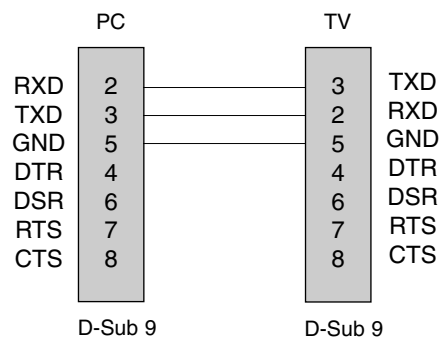 PC TV
RXD 2 3 TXD
TXD 3 2 RXD
GND 5 5 GND
DTR 4 4 DTR
DSR 6 6 DSR
RTS 7 7 RTS
CTS 8 8 CTS
D-Sub 9 D-Sub 9